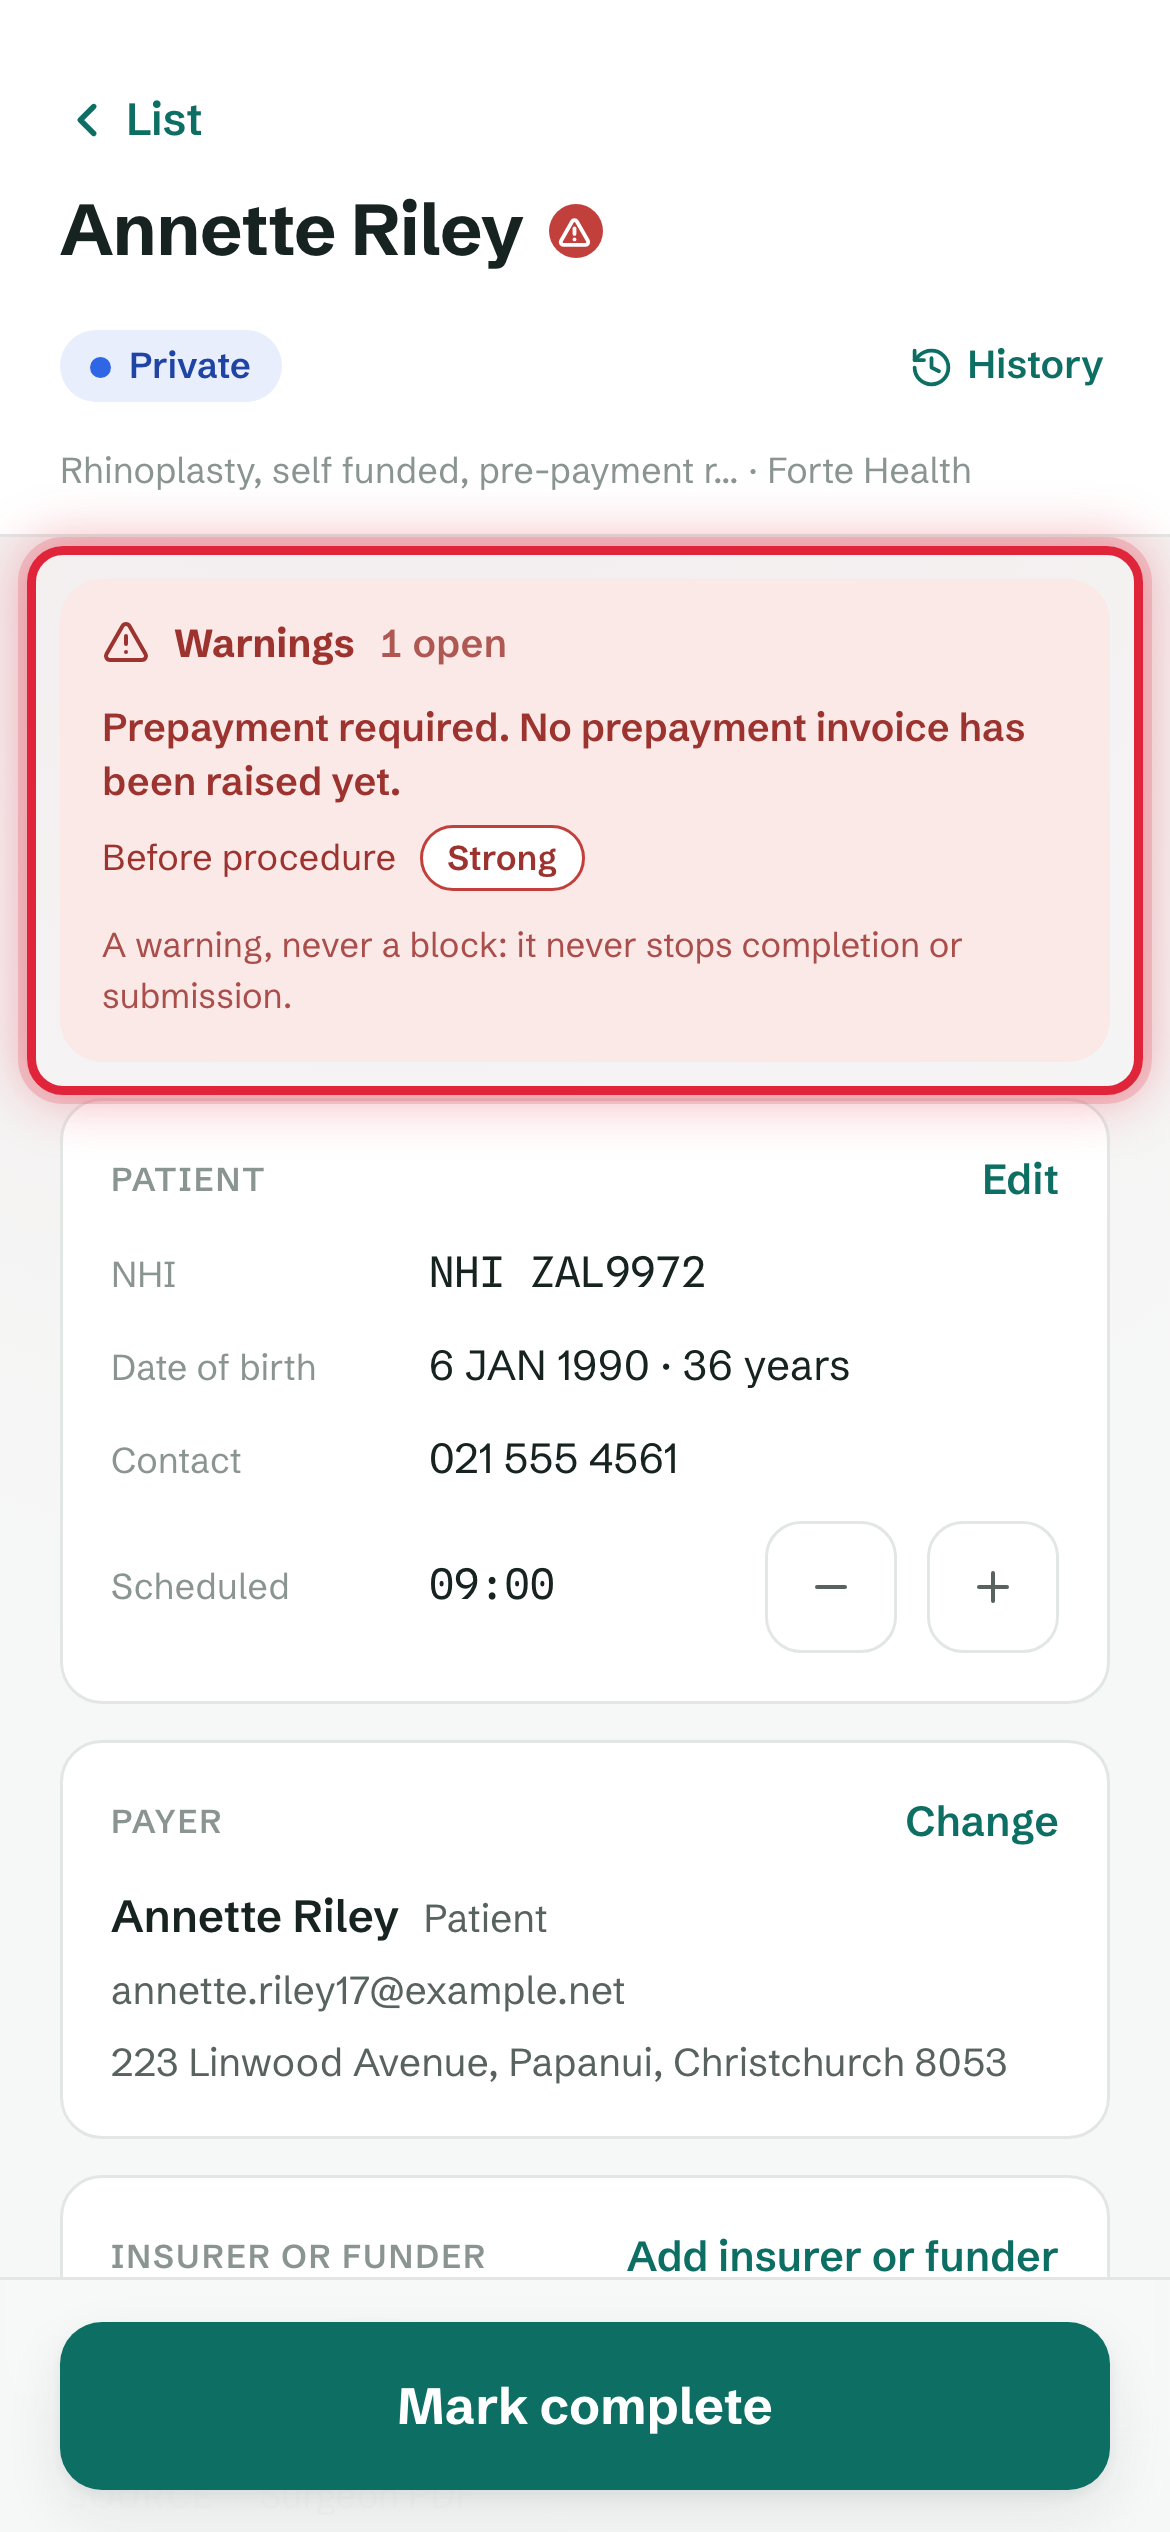 List
Annette Riley
Private
History
Rhinoplasty, self funded, pre-payment r... · Forte Health
Warnings 1 open
Prepayment required. No prepayment invoice has
been raised yet.
Before procedure Strong
A warning, never a block: it never stops completion or
submission.
PATIENT Edit
NHI NHI ZAL9972
Date of birth 6 JAN 1990 · 36 years
Contact 021 555 4561
Scheduled 09:00
PAYER Change
Annette Riley Patient
annette.riley17@example.net
223 Linwood Avenue, Papanui, Christchurch 8053
INSURER OR FUNDER Add insurer or funder
Mark complete